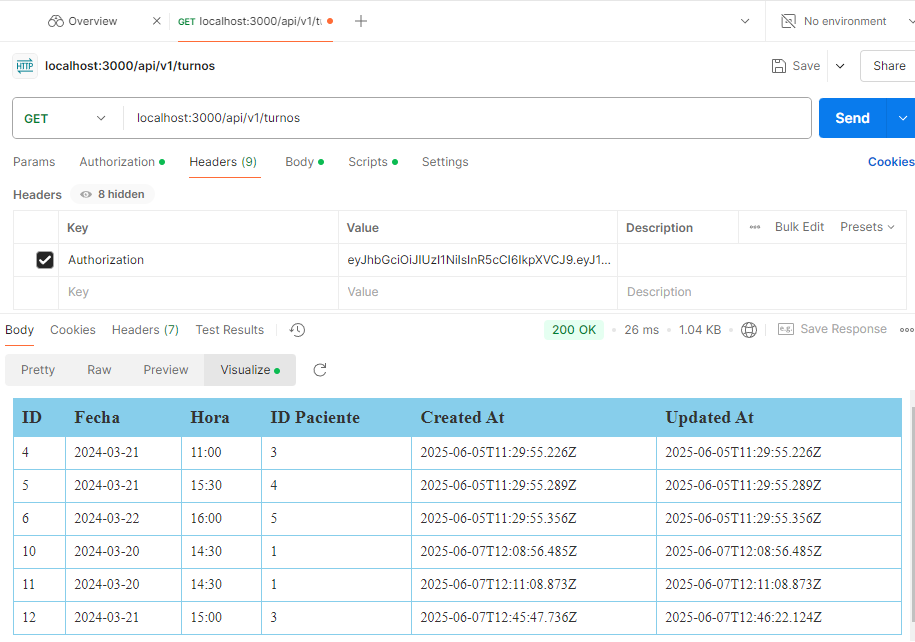 Overview GET localhost:3000/api/v1/tu No environment
HTTP localhost:3000/api/v1/turnos Save Share
GET localhost:3000/api/v1/turnos Send
Params Authorization Headers (9) Body Scripts Settings Cookies
Headers 8 hidden
Key Value Description Bulk Edit Presets
Authorization eyJhbGciOiJIUzI1NiIsInR5cCI6IkpXVCJ9.eyJ1...
Key Value Description
Body Cookies Headers (7) Test Results 200 OK 26 ms 1.04 KB e.g. Save Response
Pretty Raw Preview Visualize
ID Fecha Hora ID Paciente Created At Updated At
4 2024-03-21 11:00 3 2025-06-05T11:29:55.226Z 2025-06-05T11:29:55.226Z
5 2024-03-21 15:30 4 2025-06-05T11:29:55.289Z 2025-06-05T11:29:55.289Z
6 2024-03-22 16:00 5 2025-06-05T11:29:55.356Z 2025-06-05T11:29:55.356Z
10 2024-03-20 14:30 1 2025-06-07T12:08:56.485Z 2025-06-07T12:08:56.485Z
11 2024-03-20 14:30 1 2025-06-07T12:11:08.873Z 2025-06-07T12:11:08.873Z
12 2024-03-21 15:00 3 2025-06-07T12:45:47.736Z 2025-06-07T12:46:22.124Z